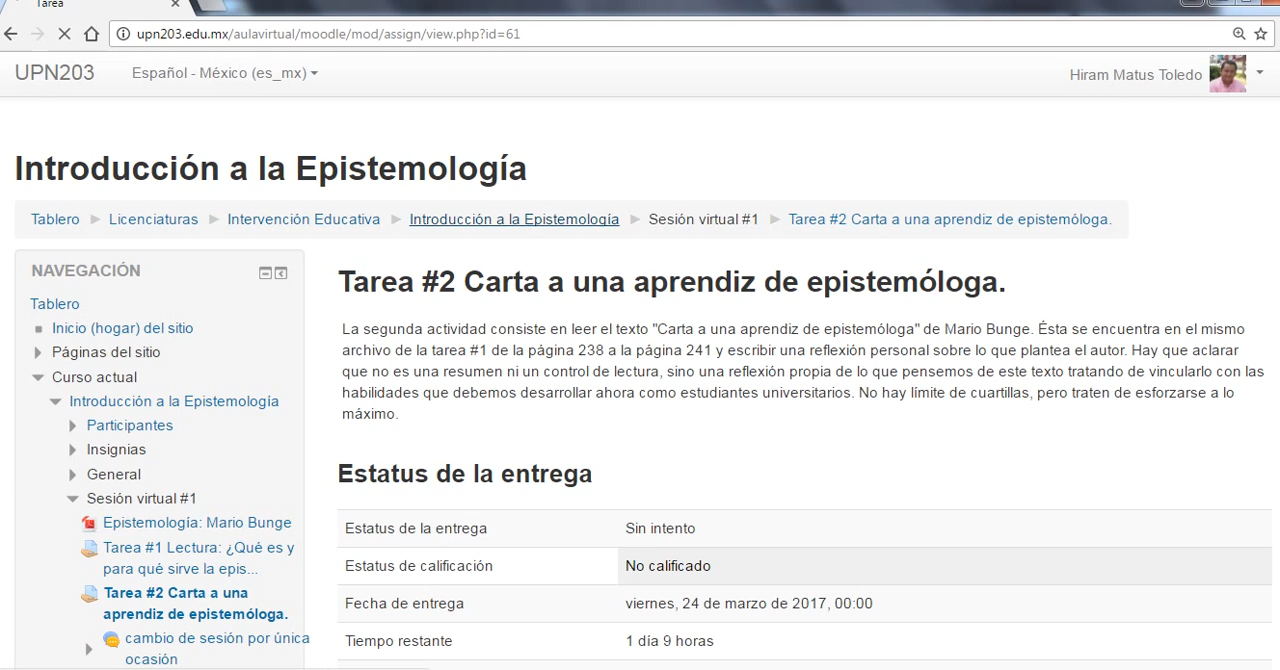 Tarea
upn203.edu.mx/aulavirtual/moodle/mod/assign/view.php?id=61
UPN203 Español - México (es_mx) Hiram Matus Toledo
Introducción a la Epistemología
Tablero Licenciaturas Intervención Educativa Introducción a la Epistemología Sesión virtual #1 Tarea #2 Carta a una aprendiz de epistemóloga.
NAVEGACIÓN
Tablero
Inicio (hogar) del sitio
Páginas del sitio
Curso actual
Introducción a la Epistemología
Participantes
Insignias
General
Sesión virtual #1
Epistemología: Mario Bunge
Tarea #1 Lectura: ¿Qué es y
para qué sirve la epis...
Tarea #2 Carta a una
aprendiz de epistemóloga.
cambio de sesión por única
ocasión
Tarea #2 Carta a una aprendiz de epistemóloga.
La segunda actividad consiste en leer el texto "Carta a una aprendiz de epistemóloga" de Mario Bunge. Ésta se encuentra en el mismo
archivo de la tarea #1 de la página 238 a la página 241 y escribir una reflexión personal sobre lo que plantea el autor. Hay que aclarar
que no es una resumen ni un control de lectura, sino una reflexión propia de lo que pensemos de este texto tratando de vincularlo con las
habilidades que debemos desarrollar ahora como estudiantes universitarios. No hay límite de cuartillas, pero traten de esforzarse a lo
máximo.
Estatus de la entrega
Estatus de la entrega Sin intento
Estatus de calificación No calificado
Fecha de entrega viernes, 24 de marzo de 2017, 00:00
Tiempo restante 1 día 9 horas